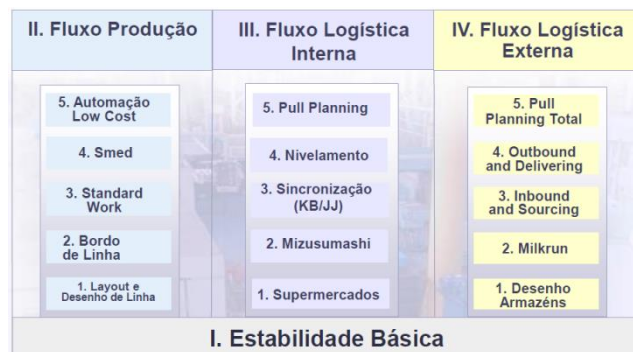 II. Fluxo Produção
5. Automação
Low Cost
4. Smed
3. Standard
Work
2. Bordo
de Linha
1. Layout e
Desenho de Linha
III. Fluxo Logística
Interna
5. Pull Planning
4. Nivelamento
3. Sincronização
(KB/JJ)
2. Mizusumashi
1. Supermercados
IV. Fluxo Logística
Externa
5. Pull
Planning Total
4. Outbound
and Delivering
3. Inbound
and Sourcing
2. Milkrun
1. Desenho
Armazéns
I. Estabilidade Básica